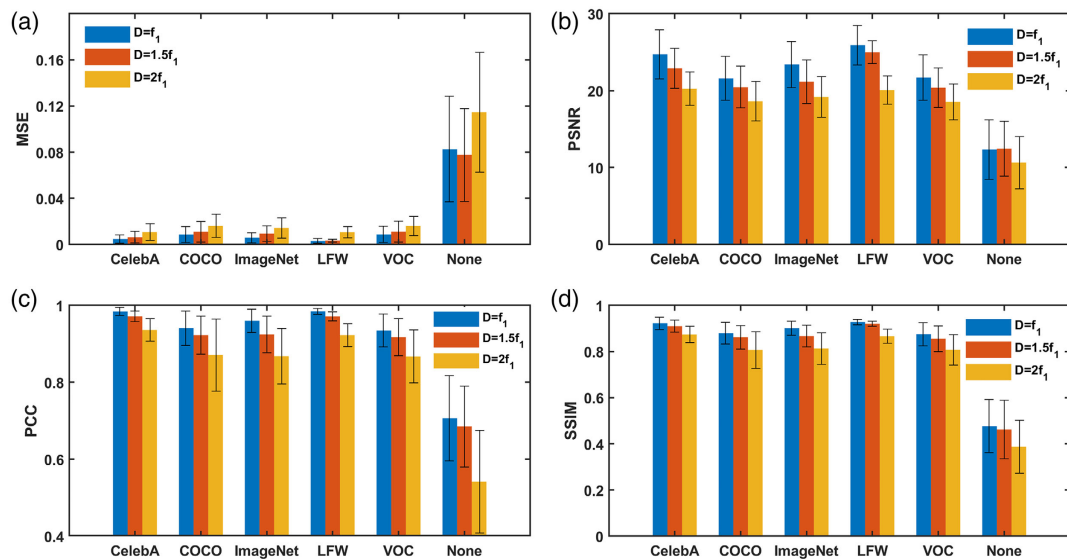 (a)
MSE
0.16
0.12
0.08
0.04
0
D=f₁
D=1.5f₁
D=2f₁
CelebA COCO ImageNet LFW VOC None
(b)
PSNR
30
20
10
0
D=f₁
D=1.5f₁
D=2f₁
CelebA COCO ImageNet LFW VOC None
(c)
PCC
1
0.8
0.6
0.4
D=f₁
D=1.5f₁
D=2f₁
CelebA COCO ImageNet LFW VOC None
(d)
SSIM
1
0.8
0.6
0.4
0.2
0
D=f₁
D=1.5f₁
D=2f₁
CelebA COCO ImageNet LFW VOC None